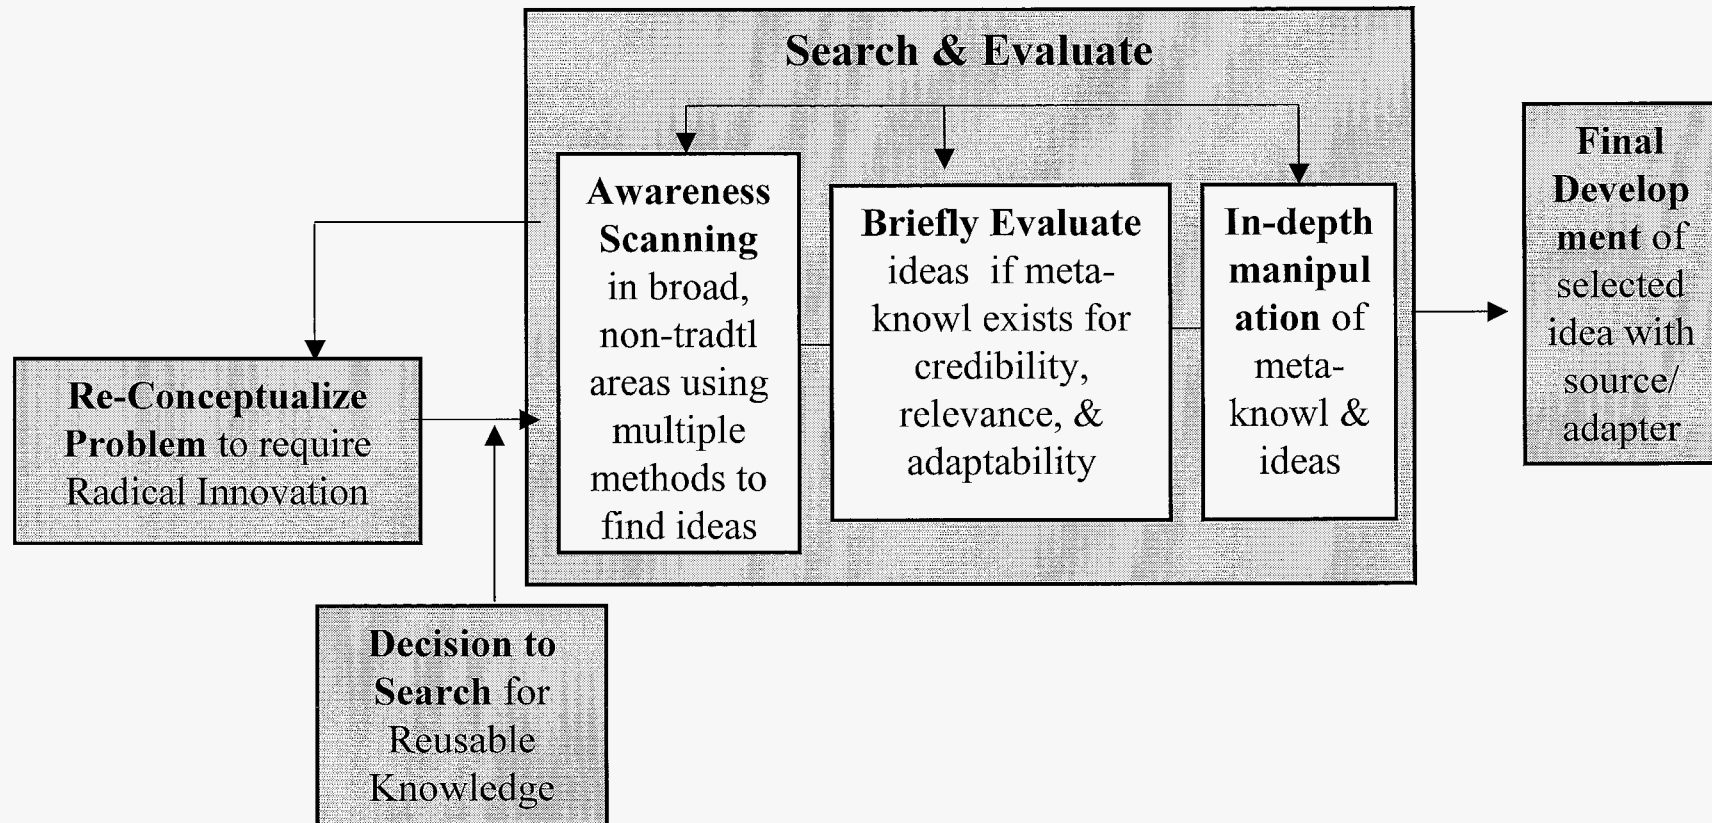 Search & Evaluate
Awareness
Scanning
in broad,
non-tradtl
areas using
multiple
methods to
find ideas
Briefly Evaluate
ideas if meta-
knowl exists for
credibility,
relevance, &
adaptability
In-depth
manipul
ation of
meta-
knowl &
ideas
Final
Develop
ment of
selected
idea with
source/
adapter
Re-Conceptualize
Problem to require
Radical Innovation
Decision to
Search for
Reusable
Knowledge